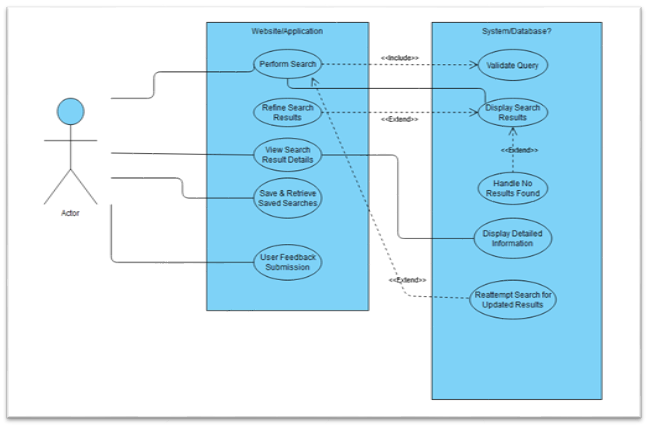 Website/Application
System/Database?
Perform Search
<<Include>>
Validate Query
Refine Search
Results
<<Extend>>
Display Search
Results
View Search
Result Details
<<Extend>>
Save & Retrieve
Saved Searches
Handle No
Results Found
Actor
Display Detailed
Information
User Feedback
Submission
<<Extend>>
Reattempt Search for
Updated Results